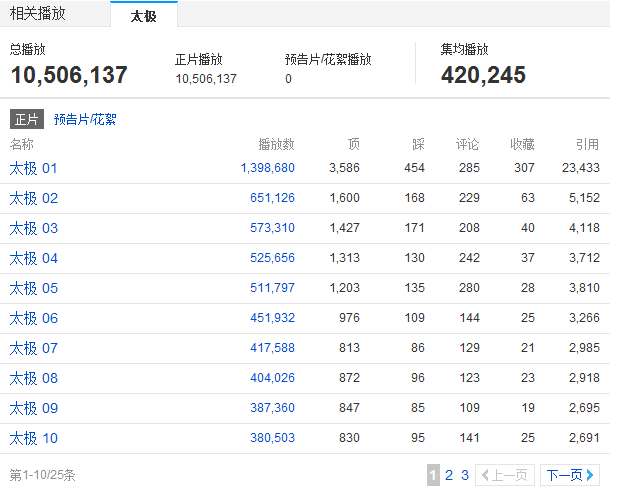 相关播放 太极
总播放 正片播放 预告片/花絮播放 集均播放
10,506,137 10,506,137 0 420,245
正片 预告片/花絮
名称 播放数 顶 踩 评论 收藏 引用
太极 01 1,398,680 3,586 454 285 307 23,433
太极 02 651,126 1,600 168 229 63 5,152
太极 03 573,310 1,427 171 208 40 4,118
太极 04 525,656 1,313 130 242 37 3,712
太极 05 511,797 1,203 135 280 28 3,810
太极 06 451,932 976 109 144 25 3,266
太极 07 417,588 813 86 129 21 2,985
太极 08 404,026 872 96 123 23 2,918
太极 09 387,360 847 85 109 19 2,695
太极 10 380,503 830 95 141 25 2,691
第1-10/25条 1 2 3 上一页 下一页